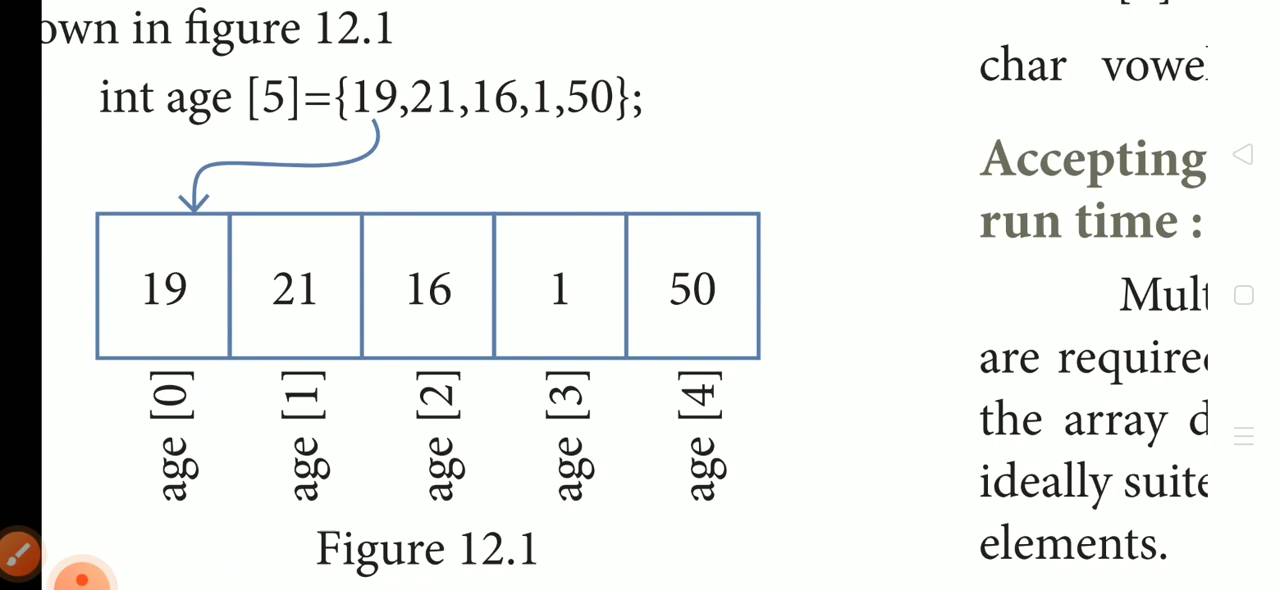 own in figure 12.1
int age [5]={19,21,16,1,50};
19 21 16 1 50
age [0] age [1] age [2] age [3] age [4]
Figure 12.1
char
Accepting
run time :
are
the array
ideally
elements.